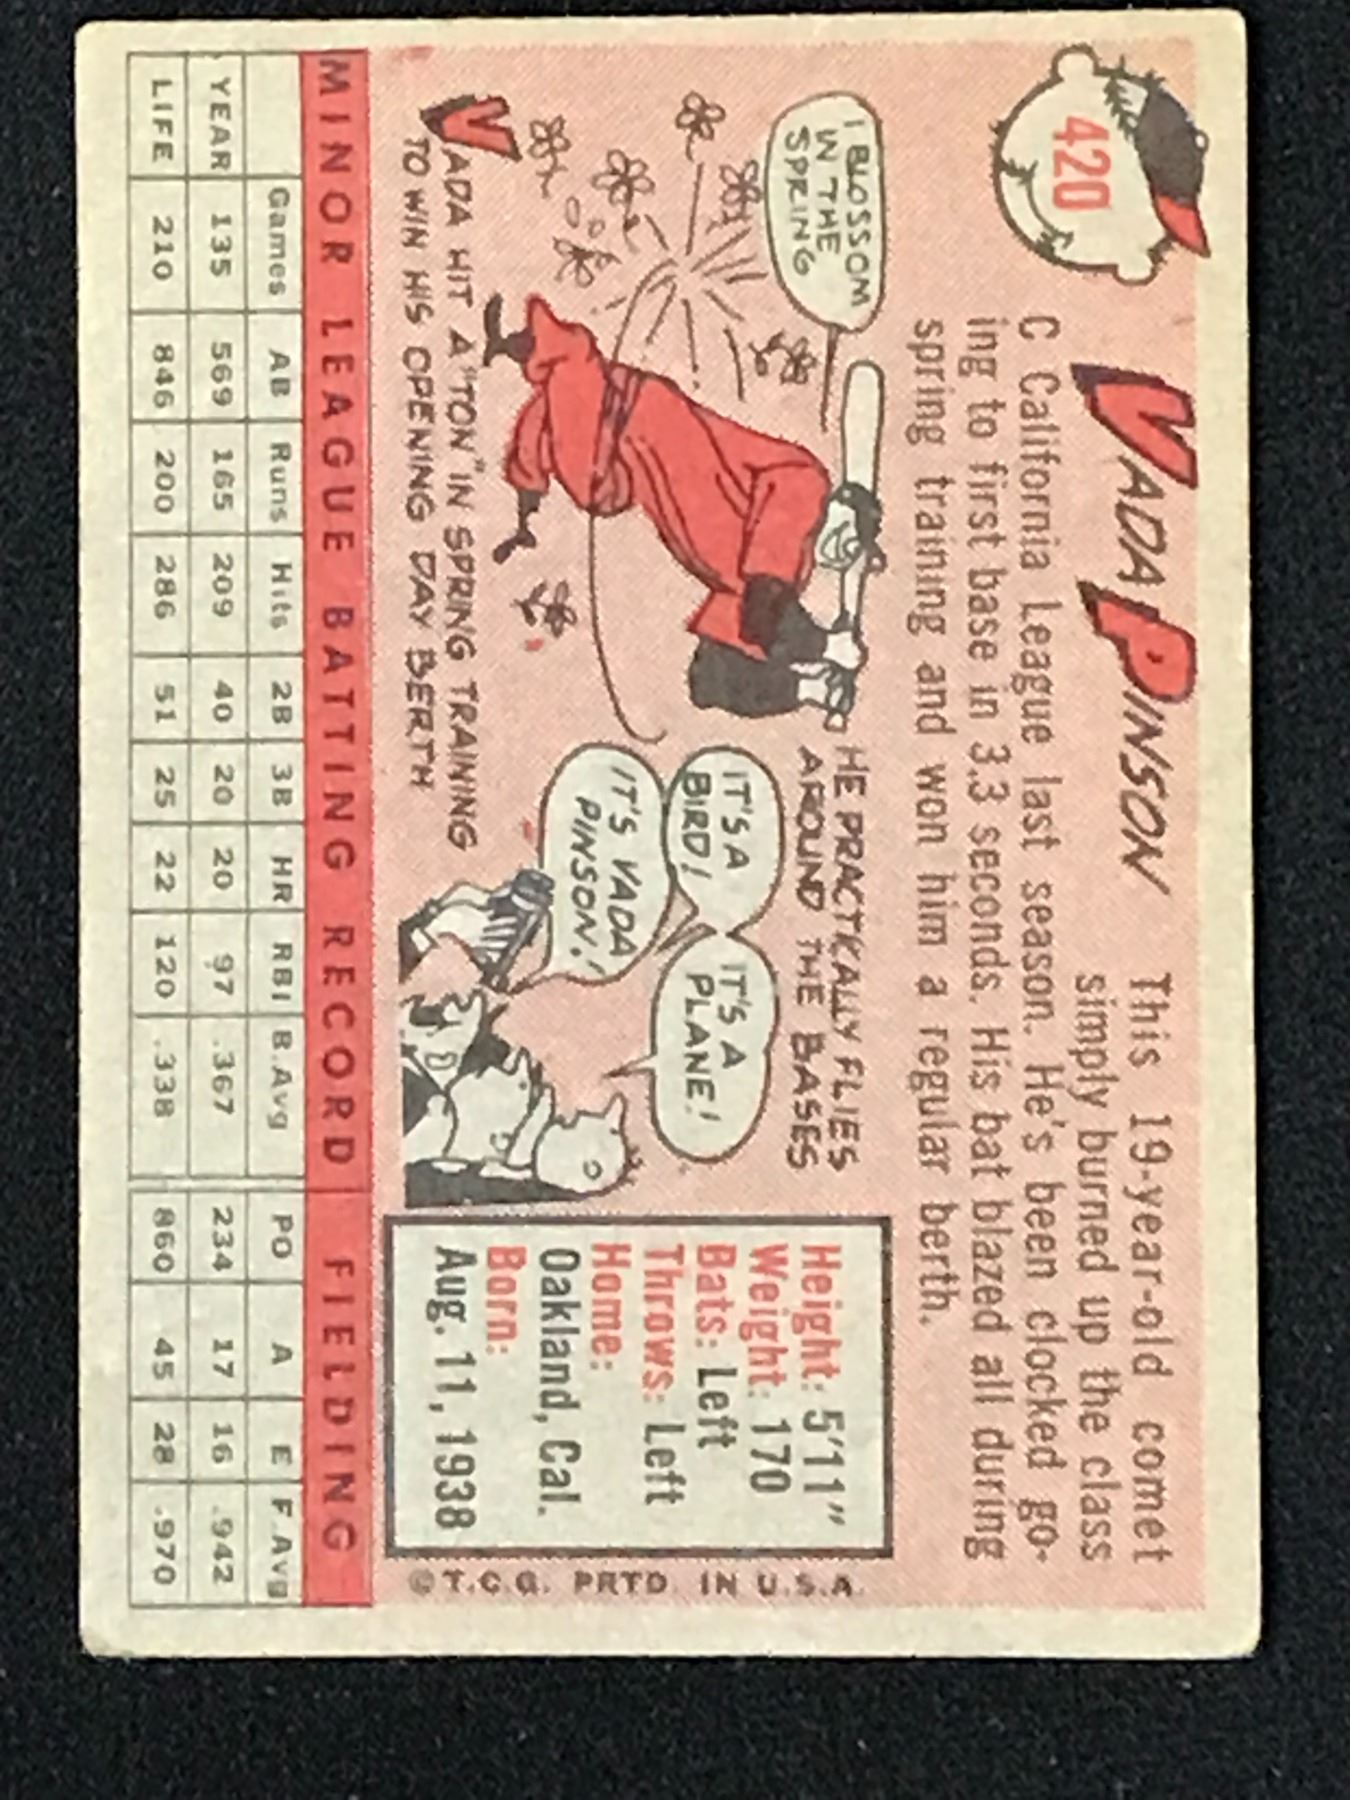 420
VADA PINSON
This 19-year-old comet
simply burned up the class
C California League last season. He's been clocked go-
ing to first base in 3.3 seconds. His bat blazed all during
spring training and won him a regular berth.
I BLOSSOM
IN THE
SPRING
VADA HIT A "TON" IN SPRING TRAINING
TO WIN HIS OPENING DAY BERTH
HE PRACTICALLY FLIES
AROUND THE BASES
IT'S A
BIRD!
IT'S A
PLANE!
IT'S VADA
PINSON!
Height: 5'11"
Weight: 170
Bats: Left
Throws: Left
Home:
Oakland, Cal.
Born:
Aug. 11, 1938
©T.C.G. PRTD. IN U.S.A.
MINOR LEAGUE BATTING RECORD FIELDING
Games AB Runs Hits 2B 3B HR RBI B.Avg PO A E F.Avg
YEAR 135 569 165 209 40 20 20 97 .367 234 17 16 .942
LIFE 210 846 200 286 51 25 22 120 .338 860 45 28 .970